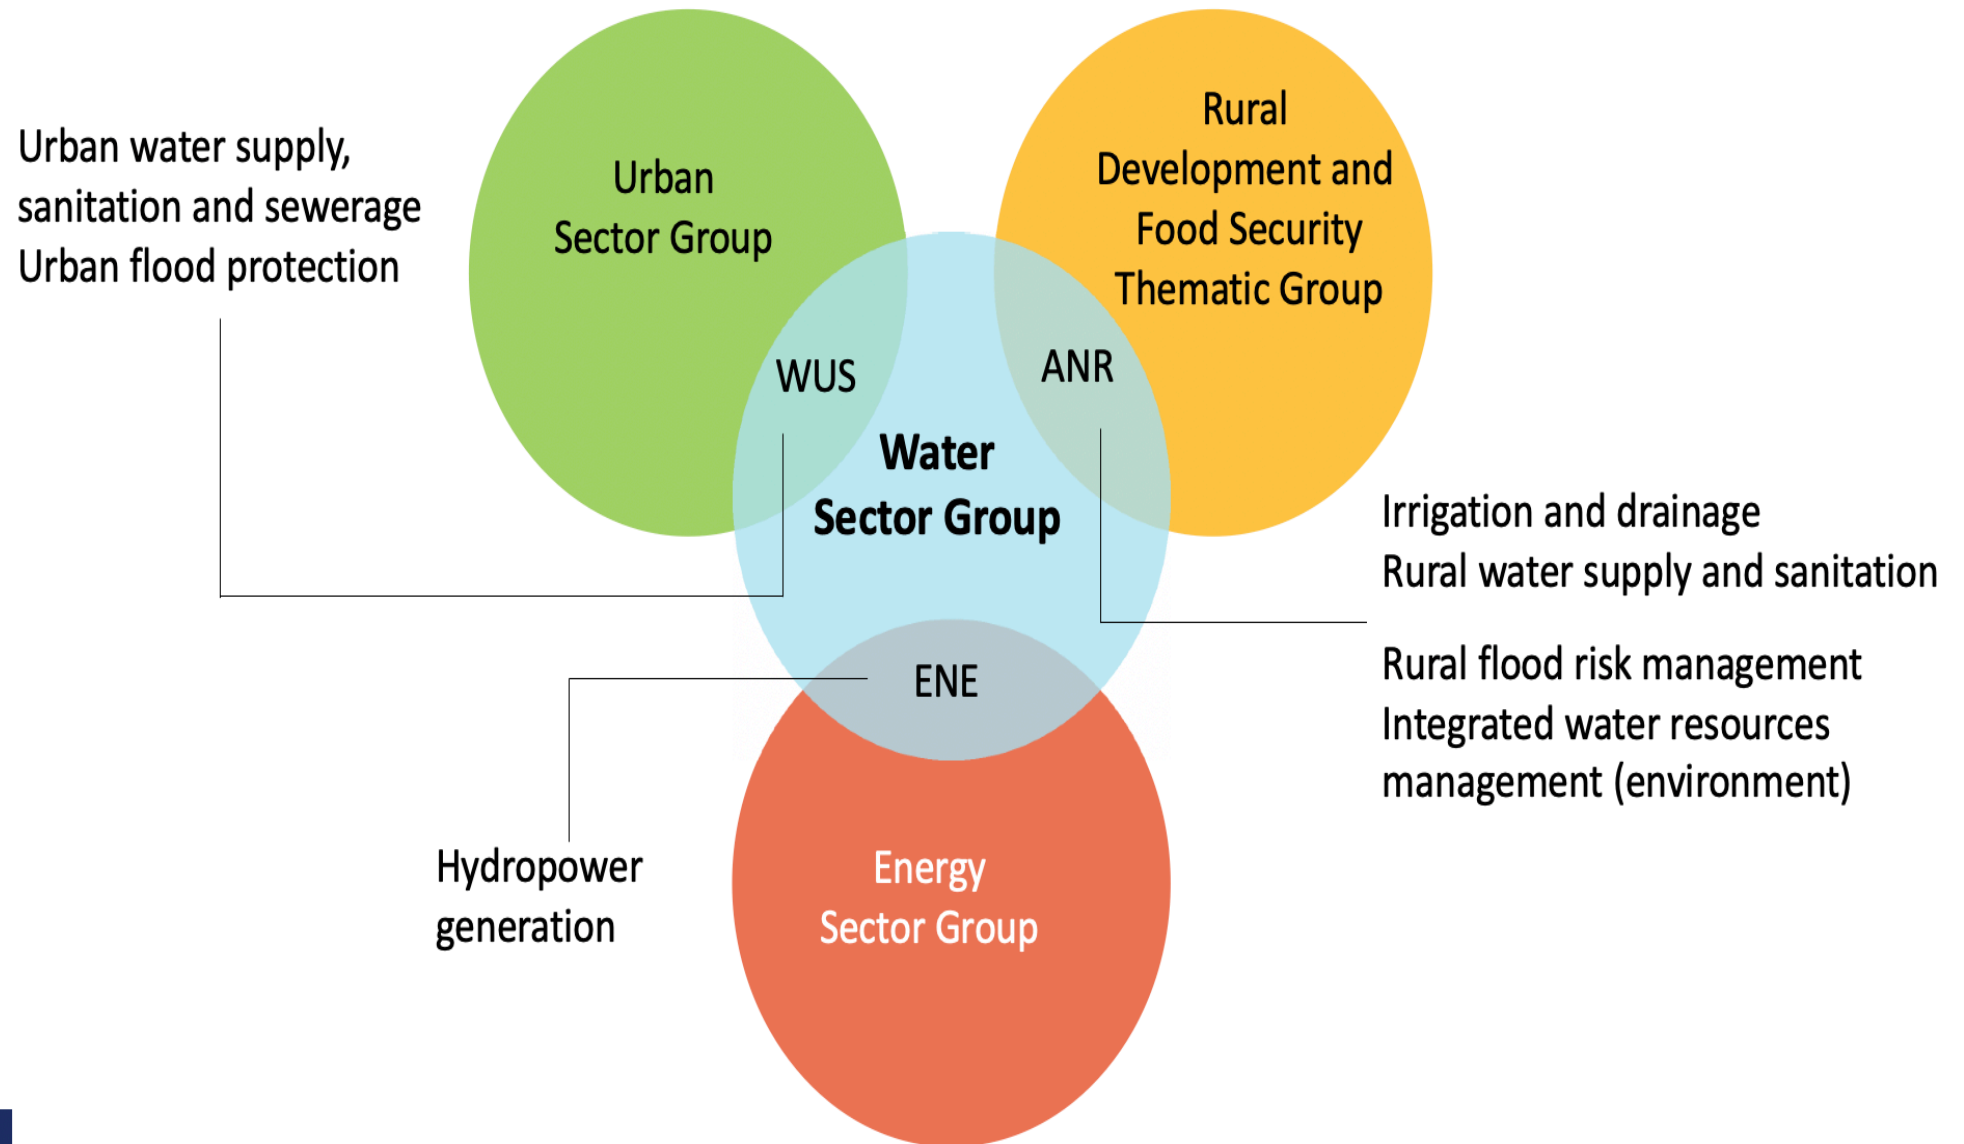 Urban water supply,
sanitation and sewerage
Urban flood protection
Urban
Sector Group
Rural
Development and
Food Security
Thematic Group
WUS
ANR
Water
Sector Group
Irrigation and drainage
Rural water supply and sanitation
Rural flood risk management
Integrated water resources
management (environment)
ENE
Hydropower
generation
Energy
Sector Group